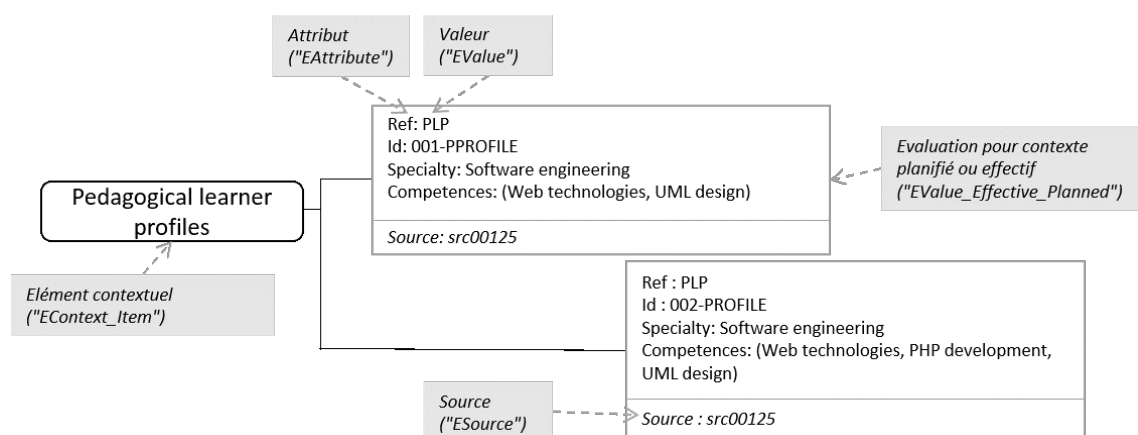 Attribut
("EAttribute")
Valeur
("EValue")
Ref: PLP
Id: 001-PPROFILE
Specialty: Software engineering
Competences: (Web technologies, UML design)
Source: src00125
Evaluation pour contexte
planifié ou effectif
("EValue_Effective_Planned")
Pedagogical learner
profiles
Elément contextuel
("EContext_Item")
Ref : PLP
Id : 002-PROFILE
Specialty: Software engineering
Competences: (Web technologies, PHP development,
UML design)
Source : src00125
Source
("ESource")